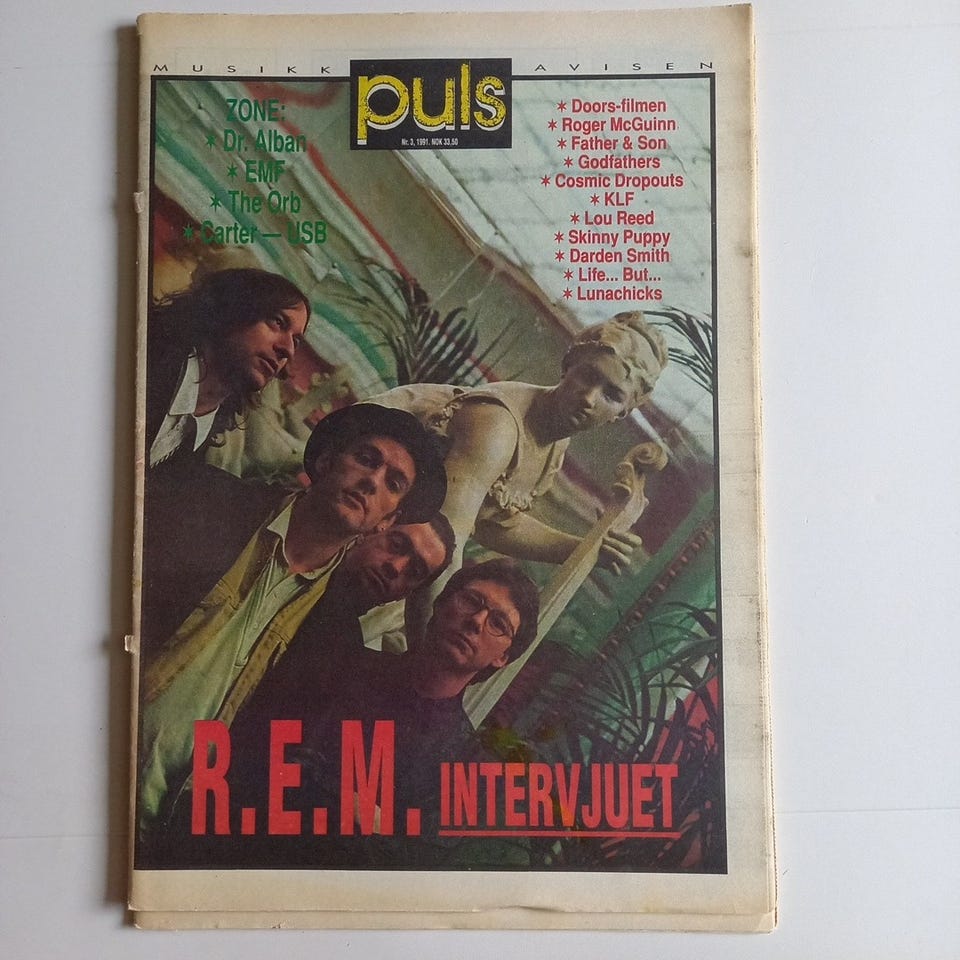 MUSIKK AVISEN
puls
Nr. 3, 1991. NOK 33,50
ZONE:
✶ Dr. Alban
✶ EMF
✶ The Orb
✶ Carter — USB
✶ Doors-filmen
✶ Roger McGuinn
✶ Father & Son
✶ Godfathers
✶ Cosmic Dropouts
✶ KLF
✶ Lou Reed
✶ Skinny Puppy
✶ Darden Smith
✶ Life... But...
✶ Lunachicks
R.E.M. INTERVJUET